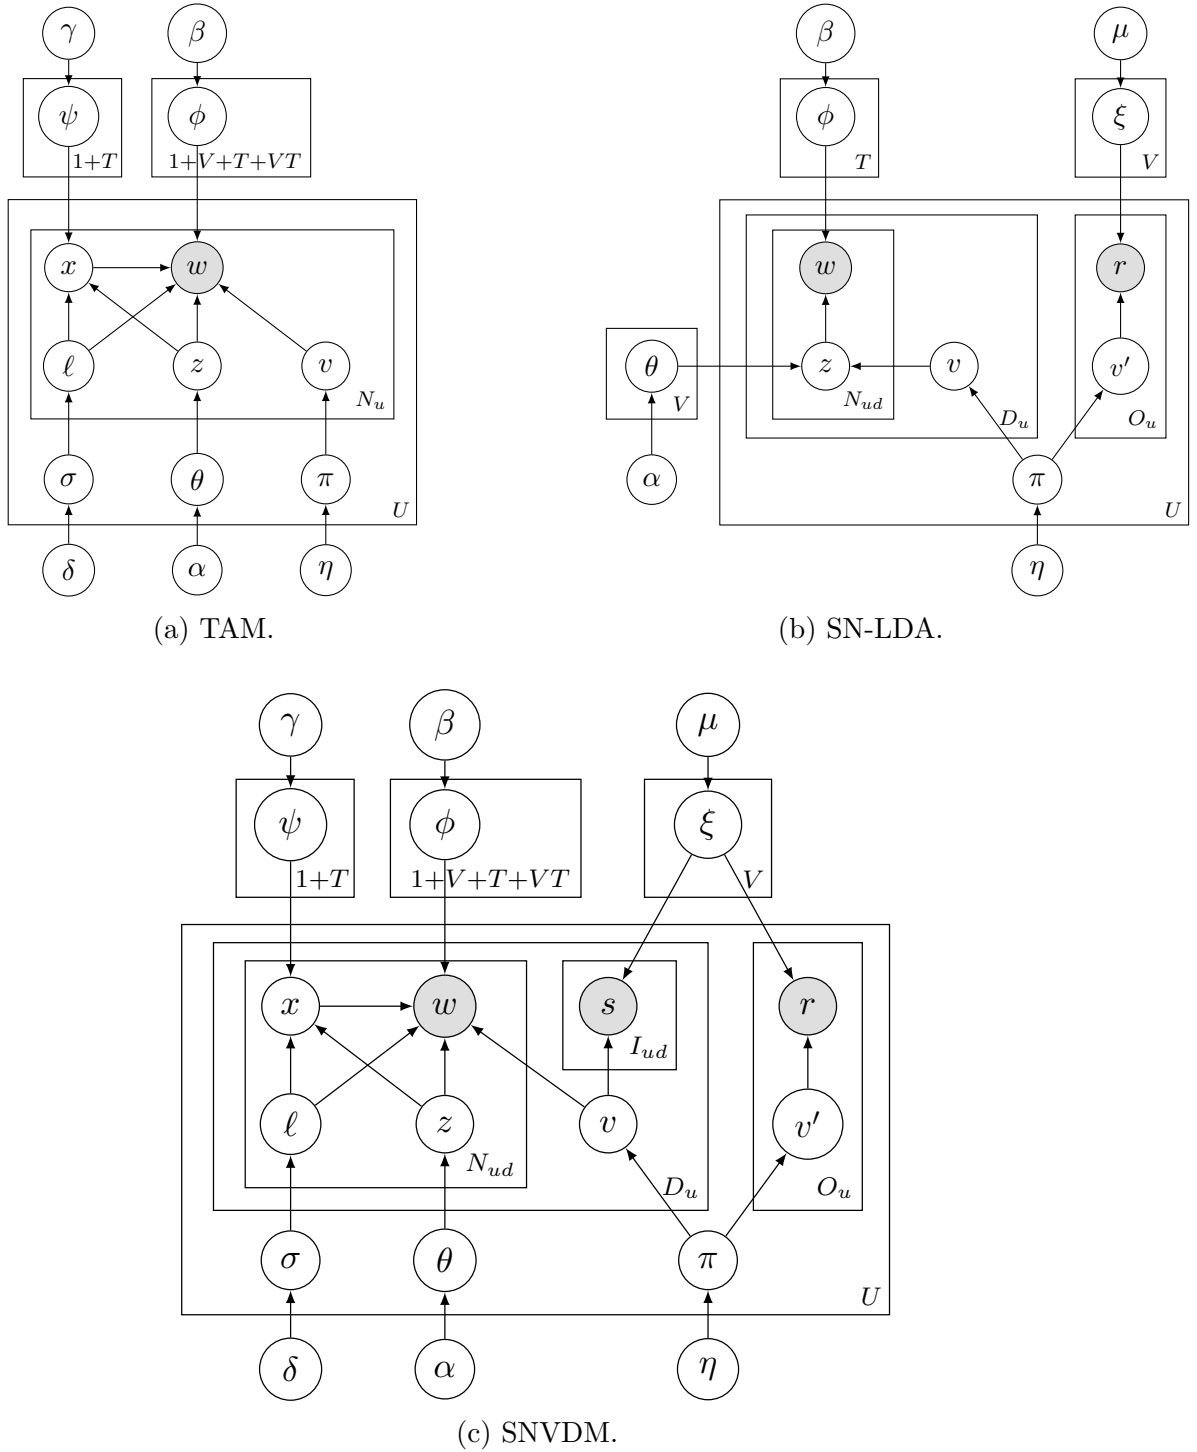 γ β
ψ φ
1+T 1+V+T+VT
x w
ℓ z v
N_u
σ θ π
U
δ α η
(a) TAM.
β μ
φ ξ
T V
w r
θ z v v′
V N_ud D_u O_u
α π
U
η
(b) SN-LDA.
γ β μ
ψ φ ξ
1+T 1+V+T+VT V
x w s r
I_ud
ℓ z v v′
N_ud D_u O_u
σ θ π
U
δ α η
(c) SNVDM.